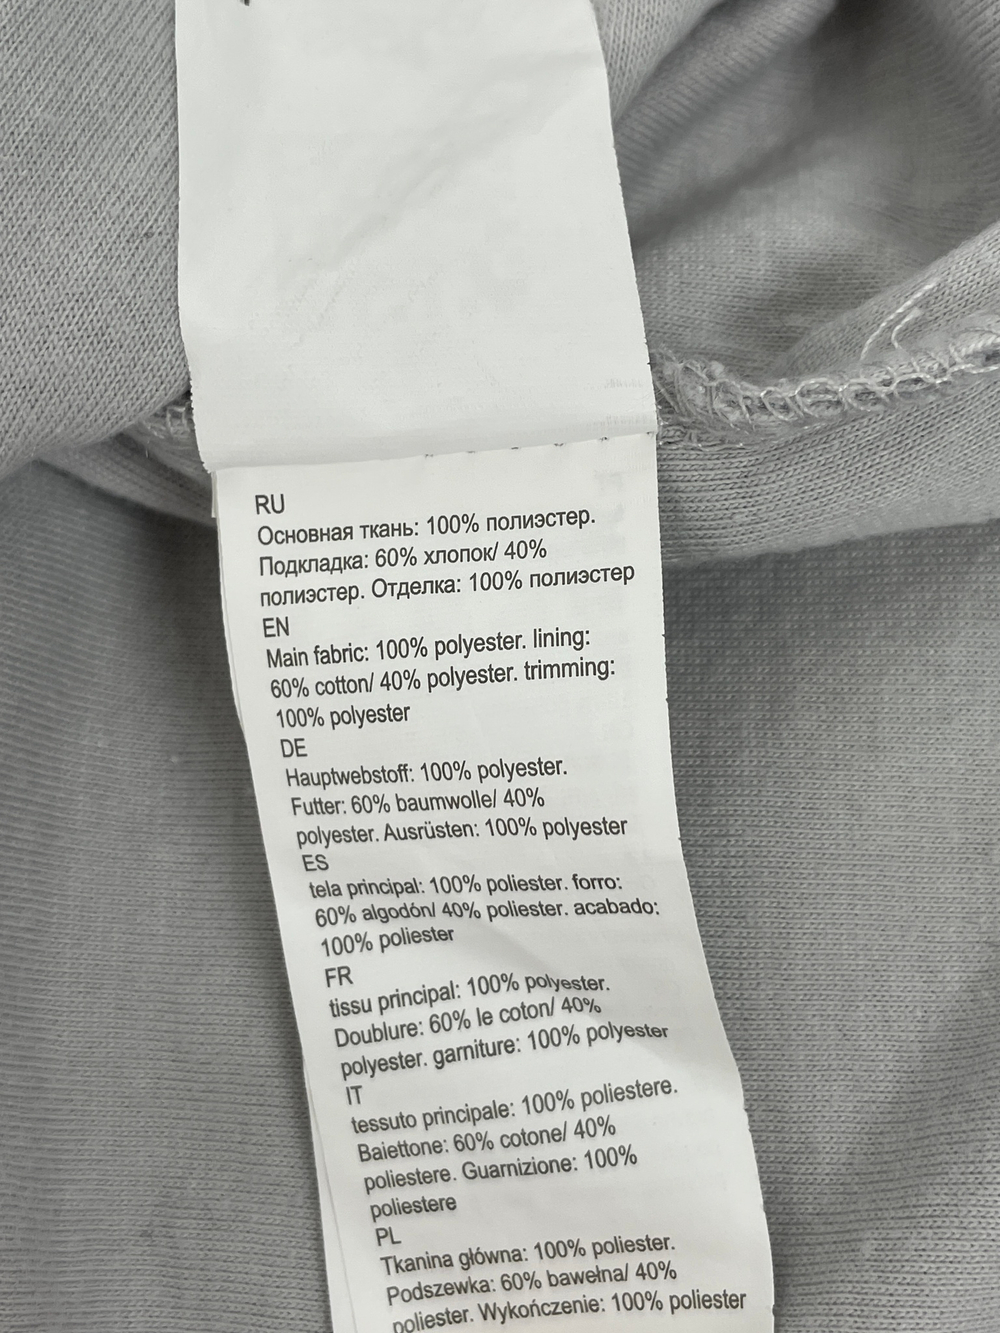 RU
Основная ткань: 100% полиэстер.
Подкладка: 60% хлопок/ 40%
полиэстер. Отделка: 100% полиэстер
EN
Main fabric: 100% polyester. lining:
60% cotton/ 40% polyester. trimming:
100% polyester
DE
Hauptwebstoff: 100% polyester.
Futter: 60% baumwolle/ 40%
polyester. Ausrüsten: 100% polyester
ES
tela principal: 100% poliester. forro:
60% algodón/ 40% poliester. acabado:
100% poliester
FR
tissu principal: 100% polyester.
Doublure: 60% le coton/ 40%
polyester. garniture: 100% polyester
IT
tessuto principale: 100% poliestere.
Baiettone: 60% cotone/ 40%
poliestere. Guarnizione: 100%
poliestere
PL
Tkanina główna: 100% poliester.
Podszewka: 60% bawełna/ 40%
poliester. Wykończenie: 100% poliester